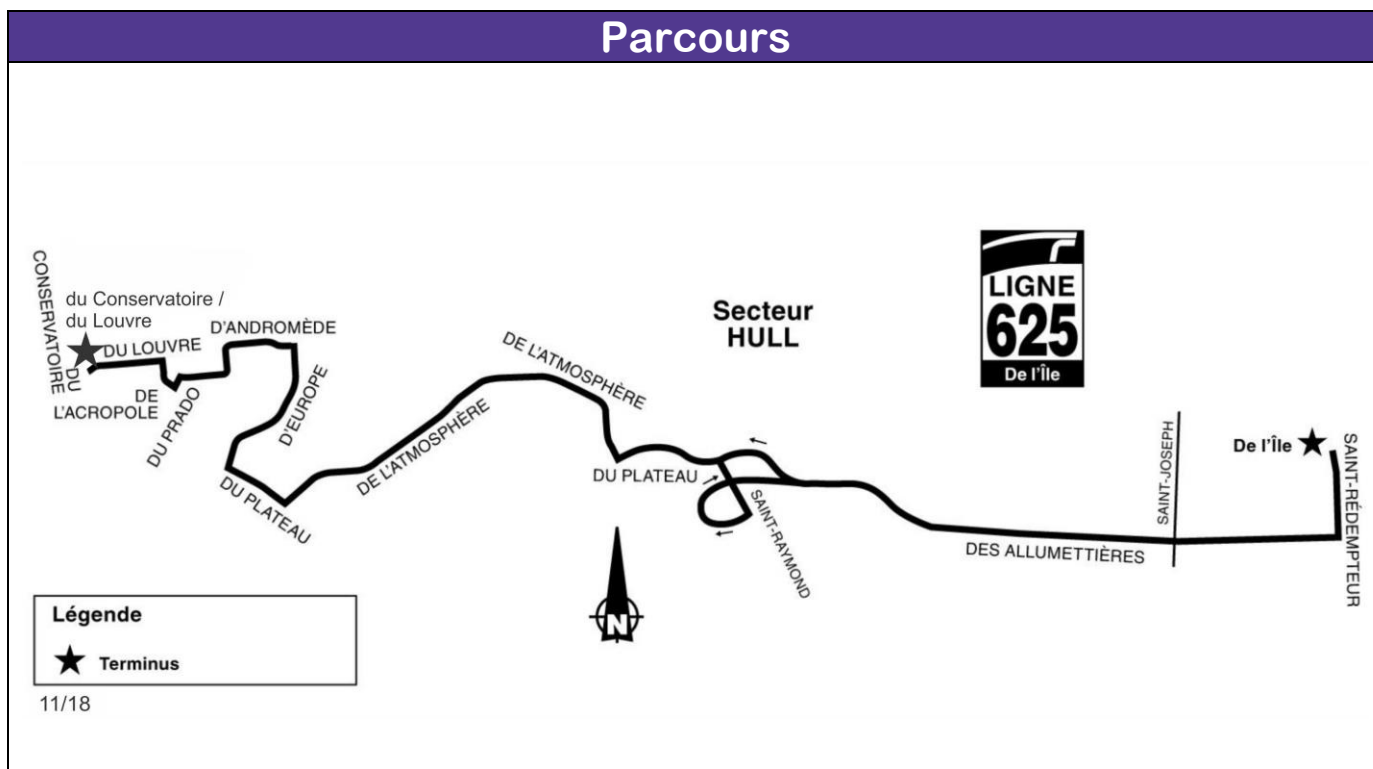 Parcours
CONSERVATOIRE
DU
du Conservatoire /
du Louvre
DU LOUVRE
DE
L'ACROPOLE
DU PRADO
D'ANDROMÈDE
D'EUROPE
DU PLATEAU
DE L'ATMOSPHÈRE
DE L'ATMOSPHÈRE
DU PLATEAU
SAINT-RAYMOND
Secteur
HULL
LIGNE
625
De l'Île
DES ALLUMETTIÈRES
SAINT-JOSEPH
De l'Île
SAINT-RÉDEMPTEUR
N
Légende
Terminus
11/18